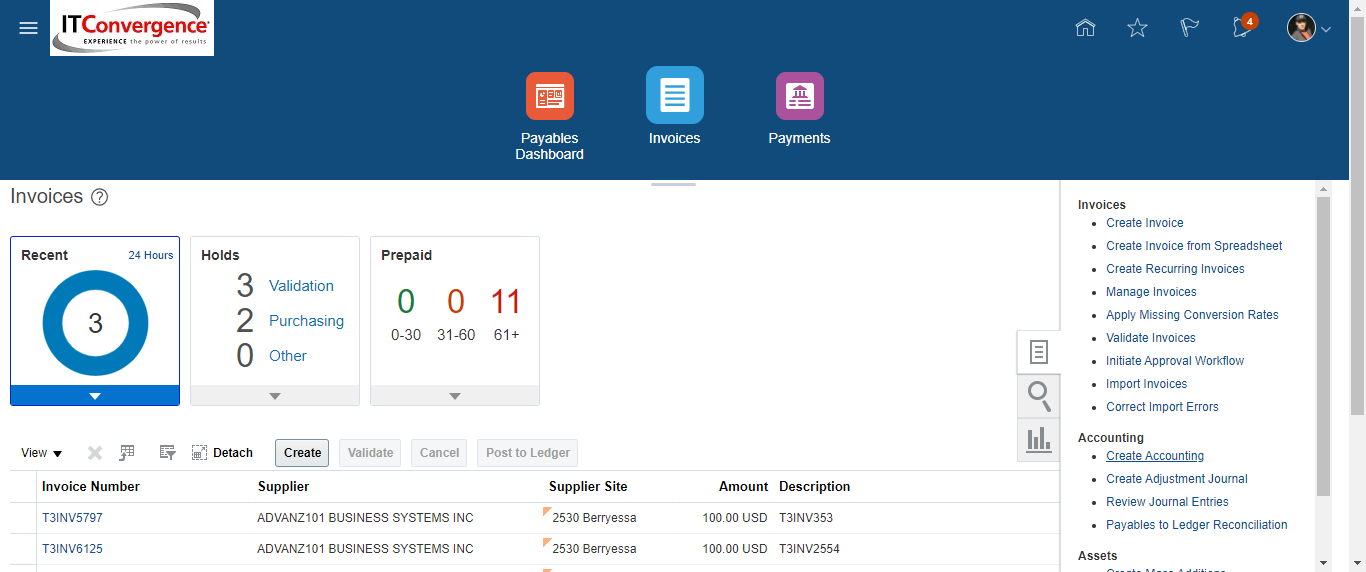 ITConvergence
EXPERIENCE the power of results
4
Payables
Dashboard
Invoices
Payments
Invoices ?
Recent
24 Hours
3
Holds
3 Validation
2 Purchasing
0 Other
Prepaid
0 0 11
0-30 31-60 61+
View
Detach
Create
Validate
Cancel
Post to Ledger
Invoice Number Supplier Supplier Site Amount Description
T3INV5797 ADVANZ101 BUSINESS SYSTEMS INC 2530 Berryessa 100.00 USD T3INV353
T3INV6125 ADVANZ101 BUSINESS SYSTEMS INC 2530 Berryessa 100.00 USD T3INV2554
Invoices
Create Invoice
Create Invoice from Spreadsheet
Create Recurring Invoices
Manage Invoices
Apply Missing Conversion Rates
Validate Invoices
Initiate Approval Workflow
Import Invoices
Correct Import Errors
Accounting
Create Accounting
Create Adjustment Journal
Review Journal Entries
Payables to Ledger Reconciliation
Assets
Create Mass Additions